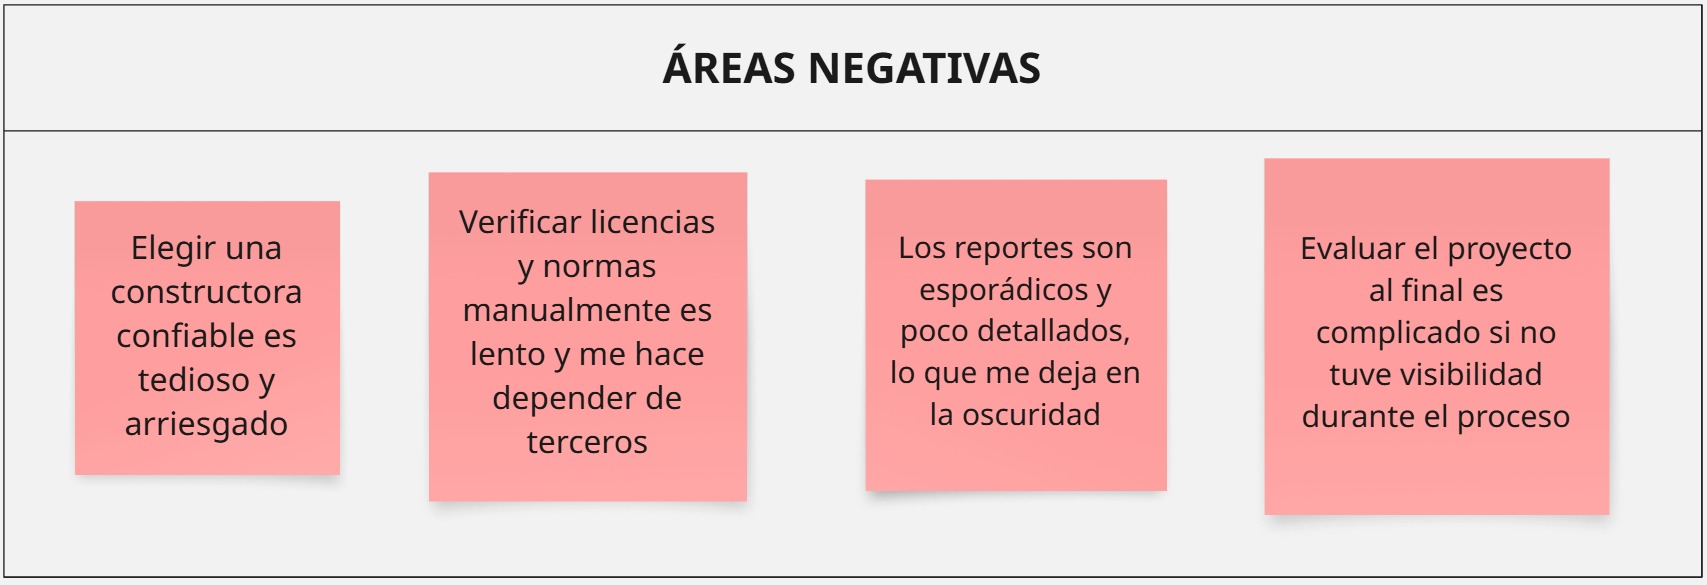 ÁREAS NEGATIVAS
Elegir una
constructora
confiable es
tedioso y
arriesgado
Verificar licencias
y normas
manualmente es
lento y me hace
depender de
terceros
Los reportes son
esporádicos y
poco detallados,
lo que me deja en
la oscuridad
Evaluar el proyecto
al final es
complicado si no
tuve visibilidad
durante el proceso